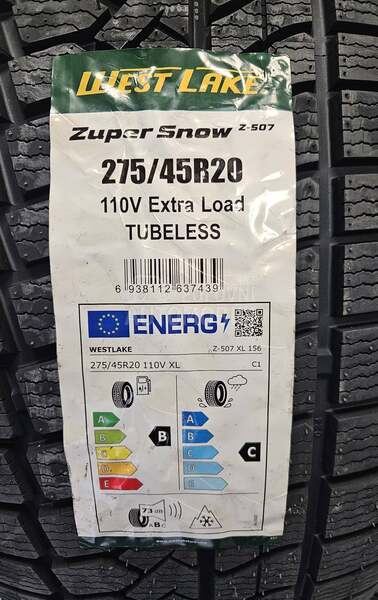 WEST LAKE
Zuper Snow Z-507
275/45R20
110V Extra Load
TUBELESS
6 938112 637439
ENERG
WESTLAKE Z-507 XL 156
275/45R20 110V XL C1
A
B
C
D
E
B
A
B
C
D
E
C
73 dB
ABC